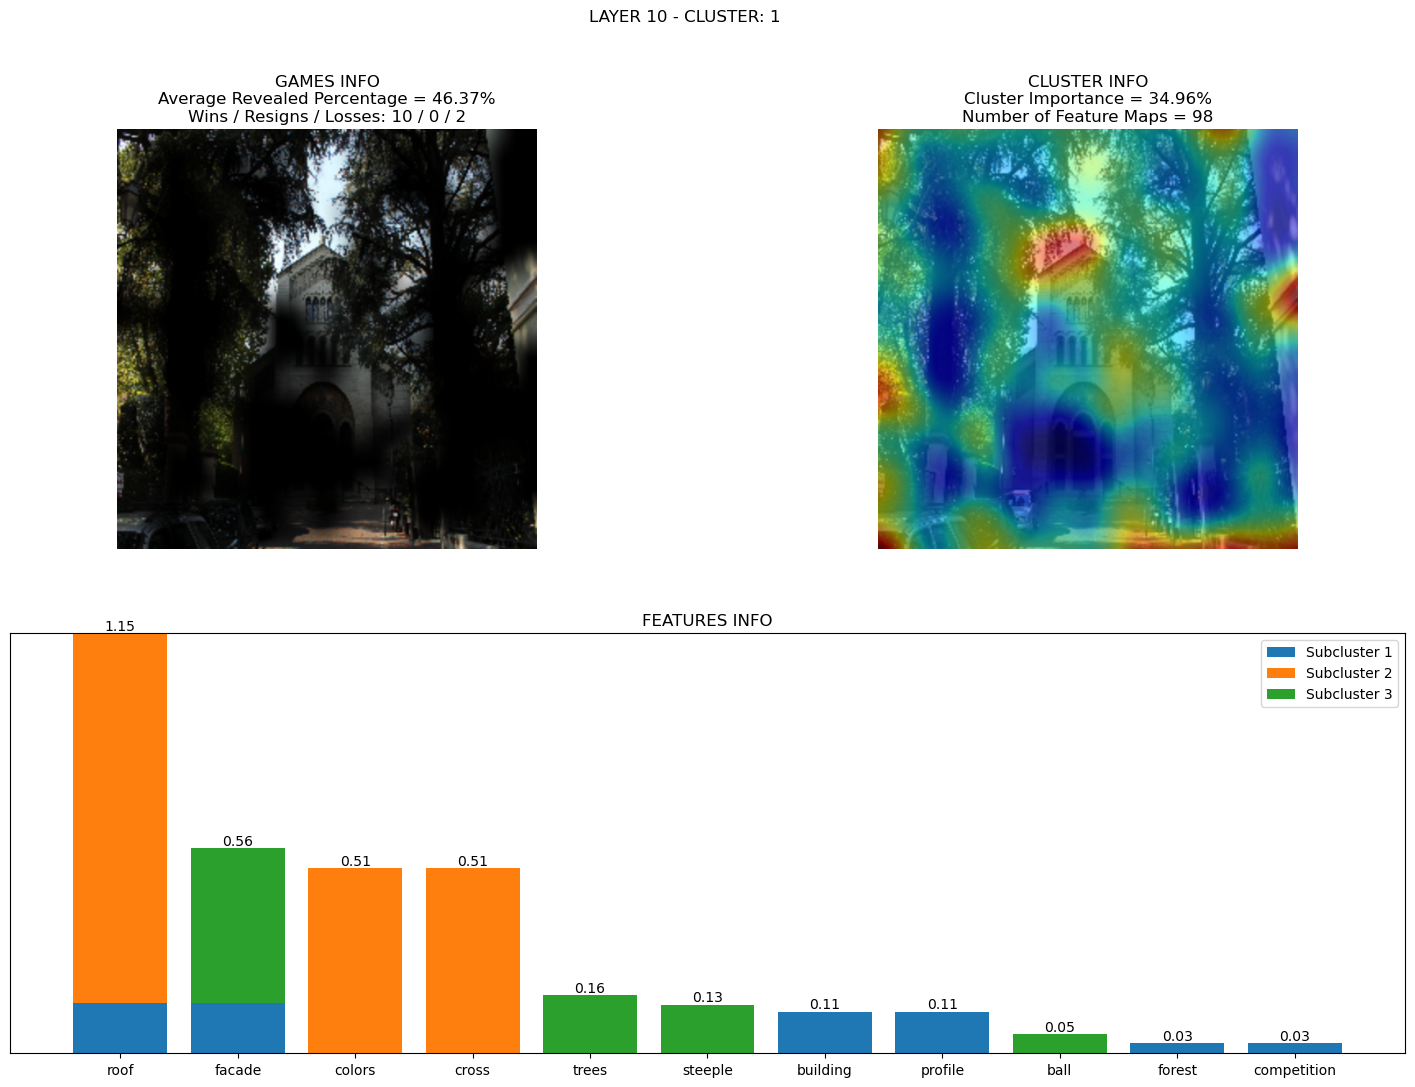 LAYER 10 - CLUSTER: 1
GAMES INFO
Average Revealed Percentage = 46.37%
Wins / Resigns / Losses: 10 / 0 / 2
CLUSTER INFO
Cluster Importance = 34.96%
Number of Feature Maps = 98
FEATURES INFO
1.15
0.56
0.51
0.51
0.16
0.13
0.11
0.11
0.05
0.03
0.03
Subcluster 1
Subcluster 2
Subcluster 3
roof
facade
colors
cross
trees
steeple
building
profile
ball
forest
competition